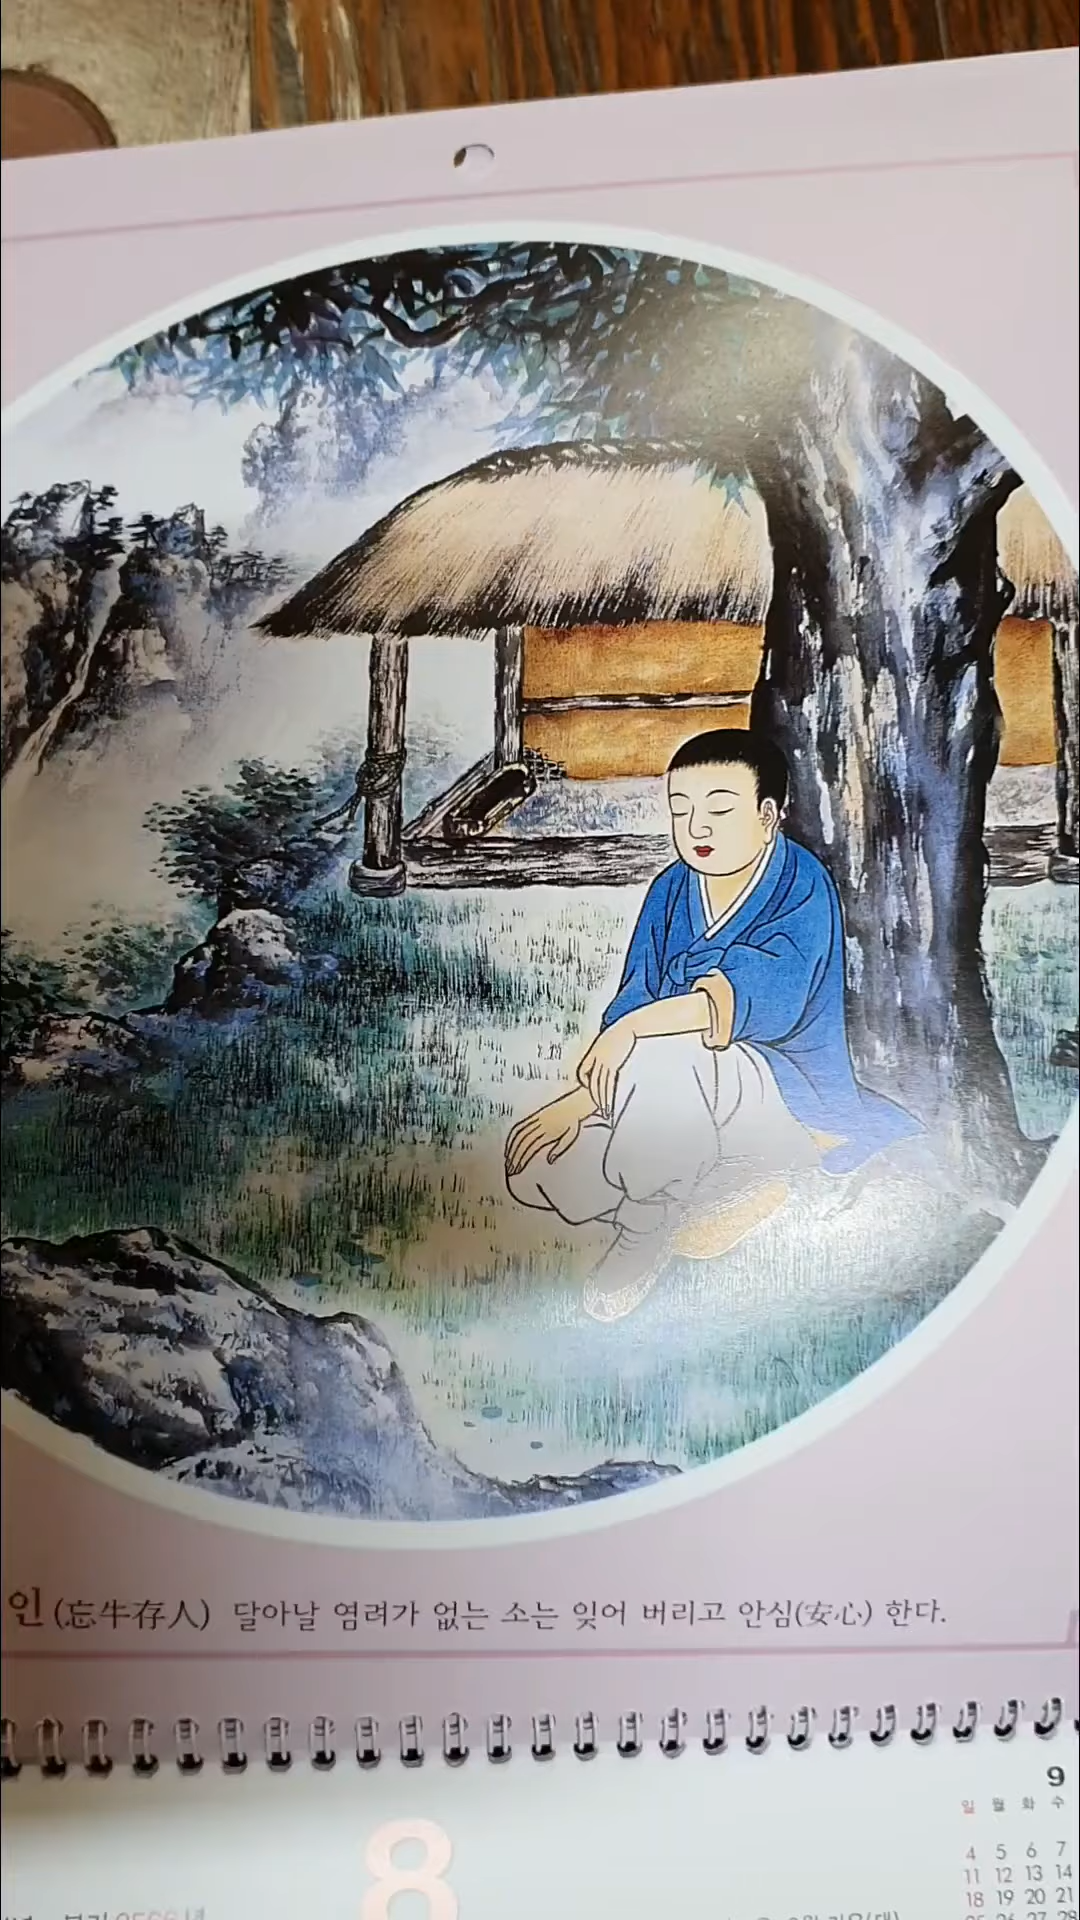 인(忘牛存人) 달아날 염려가 없는 소는 잊어 버리고 안심(安心) 한다.
8
9
일 월 화 수
4 5 6 7
11 12 13 14
18 19 20 21